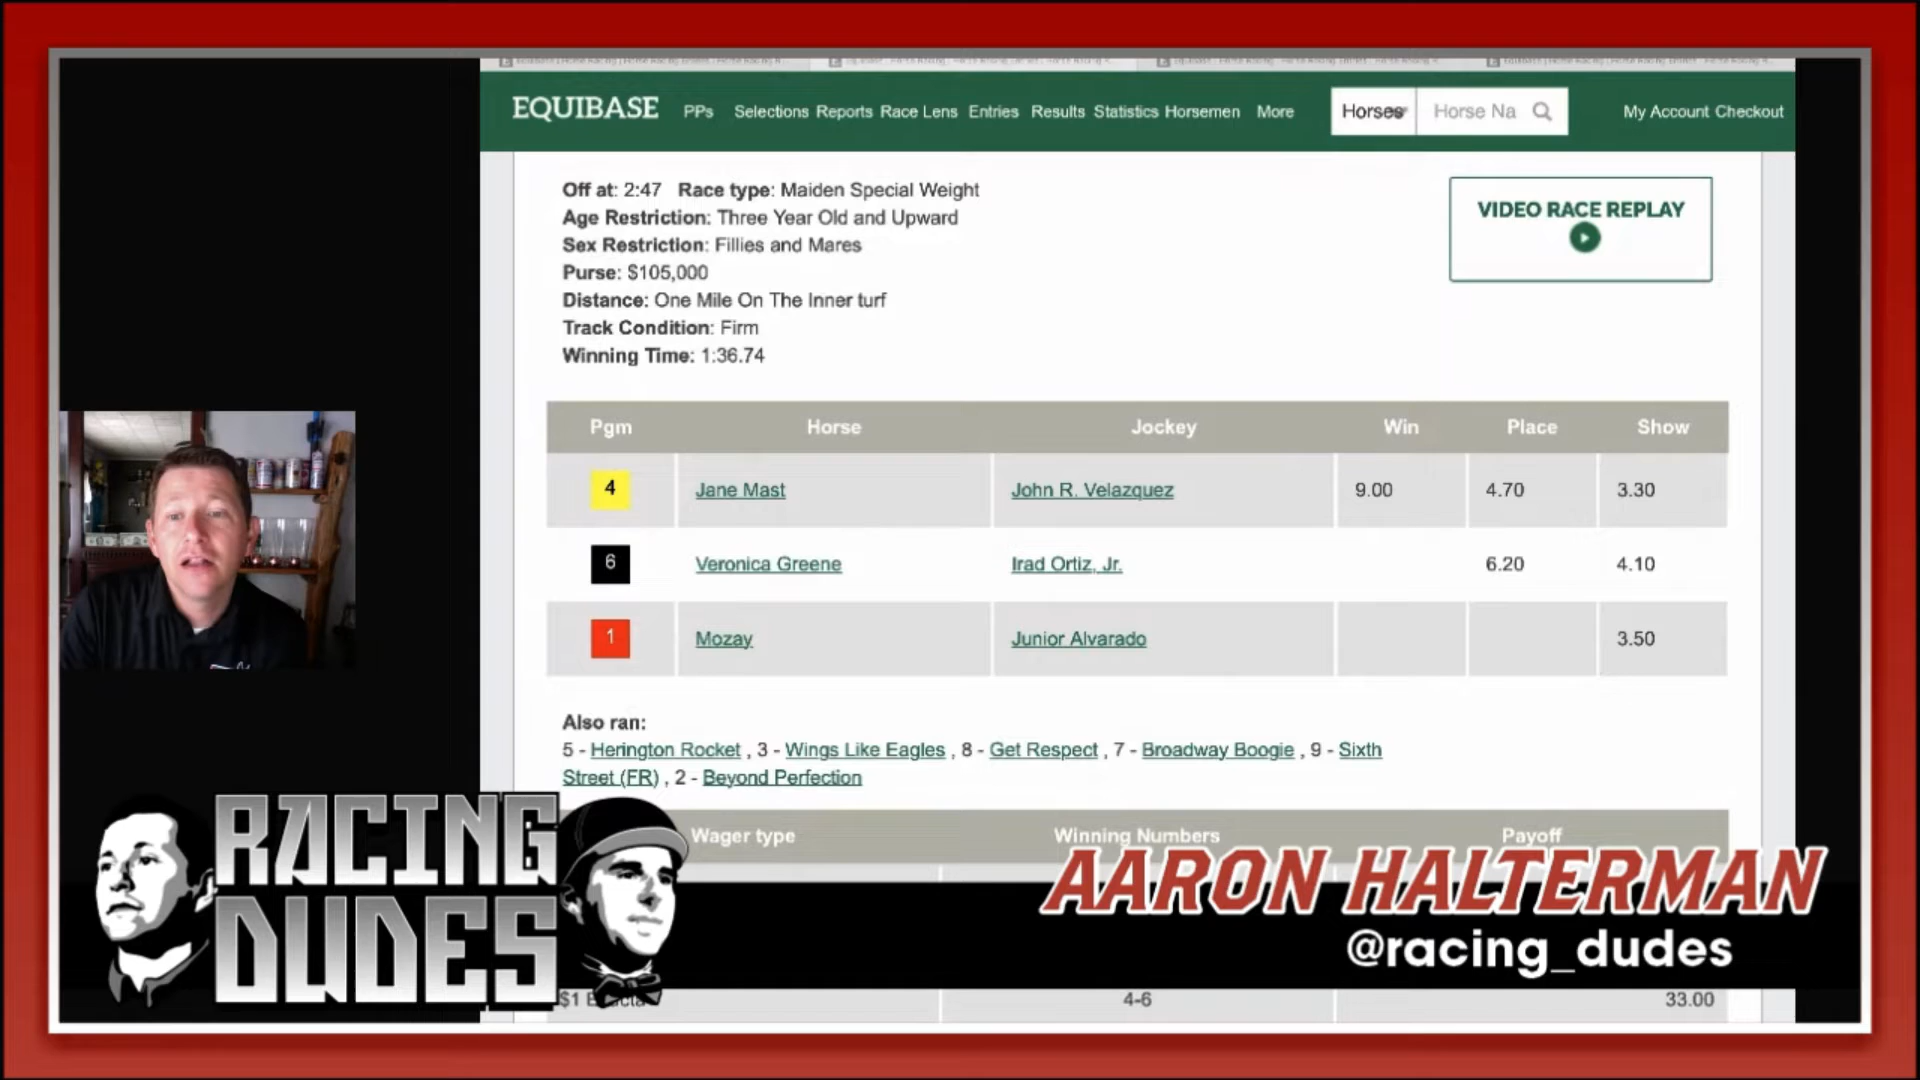 EQUIBASE PPs Selections Reports Race Lens Entries Results Statistics Horsemen More Horses Horse Na My Account Checkout
Off at: 2:47 Race type: Maiden Special Weight
VIDEO RACE REPLAY
Age Restriction: Three Year Old and Upward
Sex Restriction: Fillies and Mares
Purse: $105,000
Distance: One Mile On The Inner turf
Track Condition: Firm
Winning Time: 1:36.74
Pgm Horse Jockey Win Place Show
4 Jane Mast John R. Velazquez 9.00 4.70 3.30
6 Veronica Greene Irad Ortiz, Jr. 6.20 4.10
1 Mozay Junior Alvarado 3.50
Also ran:
5 - Herington Rocket , 3 - Wings Like Eagles , 8 - Get Respect , 7 - Broadway Boogie , 9 - Sixth
Street (FR) , 2 - Beyond Perfection
Wager type Winning Numbers Payoff
RACING
DUDES
AARON HALTERMAN
@racing_dudes
$1 4-6 33.00